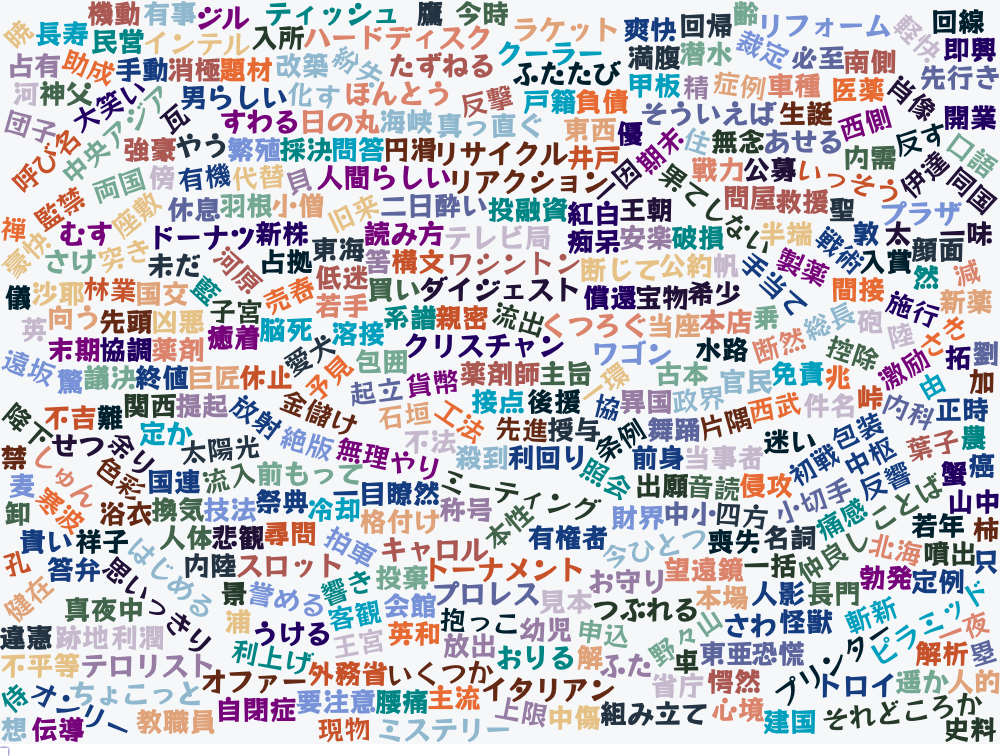 機動 有事 ジル ティッシュ 鷹 今時 ラケット 爽快 回帰 齢 リフォーム 軽快 回線
暁 長寿 民営 インテル 入所 ハードディスク クーラー 満腹 潜水 裁定 必至 南側 即興
占有 助成 手動 消極 題材 改築 紛失 たずねる ふたたび 甲板 精 症例 車種 医薬 肖像 先行き
河 神父 大笑い 中央アジア 瓦 男らしい 化す ほんとう 反撃 戸籍 負債 そういえば 生誕 西側 反す 開業
団子 呼び名 すわる 日の丸 海峡 真っ直ぐ 東西 優 期末 住 無念 あせる 内需 口語
強豪 やう 繁殖 採決 問答 円滑 リサイクル 井戸 一因 果てしない 戦力 公募 いっそう 伊達 同国
監禁 両国 傍 有機 代替 貝 人間らしい リアクション 問屋 救援 聖 プラザ
禅 豪快 座敷 休息 羽根 小僧 旧来 二日酔い 投融資 紅白 王朝 半端 戦術 敦 太 一味
むす ドーナツ 新株 東海 読み方 テレビ局 痴呆 安楽 破損 顔面
さけ 突き 未だ 河原 占拠 低迷 答 構文 ワシントン 断じて 公約 帆 手当て 製薬 入賞 然 減
儀 沙耶 林業 国交 藍 子宮 売春 若手 買い ダイジェスト 償還 宝物 希少 間接 施行 新薬
英 向う 先頭 凶悪 癒着 脳死 溶接 系譜 親密 流出 くつろぐ 当座 本店 乗 総長 砲 陸 さき
末期 協調 薬剤 愛犬 包囲 クリスチャン ワゴン 水路 断然 控除 激励 拓 劉
遠坂 驚 議決 終値 巨匠 休止 予見 起立 貨幣 薬剤師 主旨 一環 古本 官民 免責 兆 由 加
降下 不吉 難 関西 提起 放射 金儲け 石垣 工法 接点 後援 協 異国 政界 片隅 西武 件名 峠 内科 正時
せつ 余り 定か 太陽光 絶版 無理やり 不法 先進 授与 条例 舞踊 迷い 包装 葉子 農
禁 しゅん 色彩 国連 流入 前もって 殺到 利回り 照会 前身 当事者 初戦 中枢 蟹 癌
麦 寒波 浴衣 換気 技法 祭典 冷却 一目瞭然 ミーティング 出願 音読 侵攻 小切手 反響 山中
卸 格付け 称号 本性 財界 中小 四方 痛感 ことば 若年 柿
貴い 祥子 はじめる 人体 悲観 尋問 拍車 キャロル 有権者 今ひとつ 喪失 名詞 仲良し 北海 噴出 只
孔 答弁 思いっきり 内陸 スロット 響き 投棄 トーナメント お守り 望遠鏡 一括 勃発 定例
健在 真夜中 景 誉める 客観 会館 プロレス 見本 つぶれる 本場 人影 長門 斬新 ピラミッド
違憲 跡地 利潤 浦 うける 王宮 英和 抱っこ 放出 幼児 申込 野々山 さわ 怪獣 一夜
不平等 テロリスト 利上げ 外務省 いくつか おりる 解 ふた 卓 東亜 恐慌 プリンター 解析 塁
侍 オンリー ちょこっと オファー 要注意 腰痛 主流 イタリアン 省庁 愕然 トロイ 遥か 人的
想 伝導 教職員 自閉症 現物 ミステリー 上限 中傷 組み立て 心境 建国 それどころか 史料